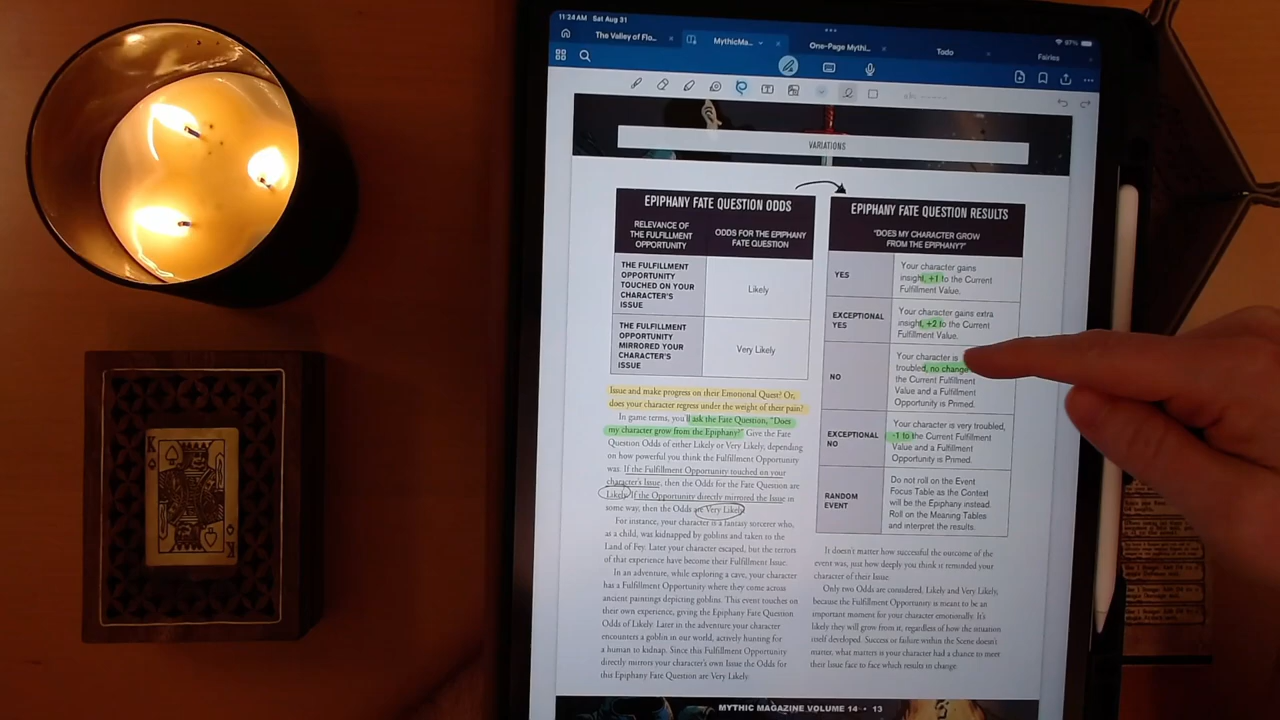 11:24 AM Sat Aug 31
97%
The Valley of Flo...
MythicMa...
One-Page Mythi...
Todo
Fairies
VARIATIONS
EPIPHANY FATE QUESTION ODDS
RELEVANCE OF
THE FULFILLMENT
OPPORTUNITY
ODDS FOR THE EPIPHANY
FATE QUESTION
THE FULFILLMENT
OPPORTUNITY
TOUCHED ON YOUR
CHARACTER'S
ISSUE
Likely
THE FULFILLMENT
OPPORTUNITY
MIRRORED YOUR
CHARACTER'S
ISSUE
Very Likely
Issue and make progress on their Emotional Quest? Or,
does your character regress under the weight of their pain?
In game terms, you'll ask the Fate Question, "Does
my character grow from the Epiphany?" Give the Fate
Question Odds of either Likely or Very Likely, depending
on how powerful you think the Fulfillment Opportunity
was. If the Fulfillment Opportunity touched on your
character's Issue, then the Odds for the Fate Question are
Likely. If the Opportunity directly mirrored the Issue in
some way, then the Odds are Very Likely.
For instance, your character is a fantasy sorcerer who,
as a child, was kidnapped by goblins and taken to the
Land of Fey. Later your character escaped, but the terrors
of that experience have become their Fulfillment Issue.
In an adventure, while exploring a cave, your character
has a Fulfillment Opportunity where they come across
ancient paintings depicting goblins. This event touches on
their own experience, giving the Epiphany Fate Question
Odds of Likely. Later in the adventure your character
encounters a goblin in our world, actively hunting for
a human to kidnap. Since this Fulfillment Opportunity
directly mirrors your character's own Issue the Odds for
this Epiphany Fate Question are Very Likely.
EPIPHANY FATE QUESTION RESULTS
"DOES MY CHARACTER GROW
FROM THE EPIPHANY?"
YES
Your character gains
insight, +1 to the Current
Fulfillment Value.
EXCEPTIONAL
YES
Your character gains extra
insight, +2 to the Current
Fulfillment Value.
NO
Your character is
troubled, no change
the Current Fulfillment
Value and a Fulfillment
Opportunity is Primed.
EXCEPTIONAL
NO
Your character is very troubled,
-1 to the Current Fulfillment
Value and a Fulfillment
Opportunity is Primed.
RANDOM
EVENT
Do not roll on the Event
Focus Table as the Context
will be the Epiphany instead.
Roll on the Meaning Tables
and interpret the results.
It doesn't matter how successful the outcome of the
event was, just how deeply you think it reminded your
character of their Issue.
Only two Odds are considered, Likely and Very Likely,
because the Fulfillment Opportunity is meant to be an
important moment for your character emotionally. It's
likely they will grow from it, regardless of how the situation
itself developed. Success or failure within the Scene doesn't
matter, what matters is your character had a chance to meet
their Issue face to face which results in change.
MYTHIC MAGAZINE VOLUME 14 • 13
K
K